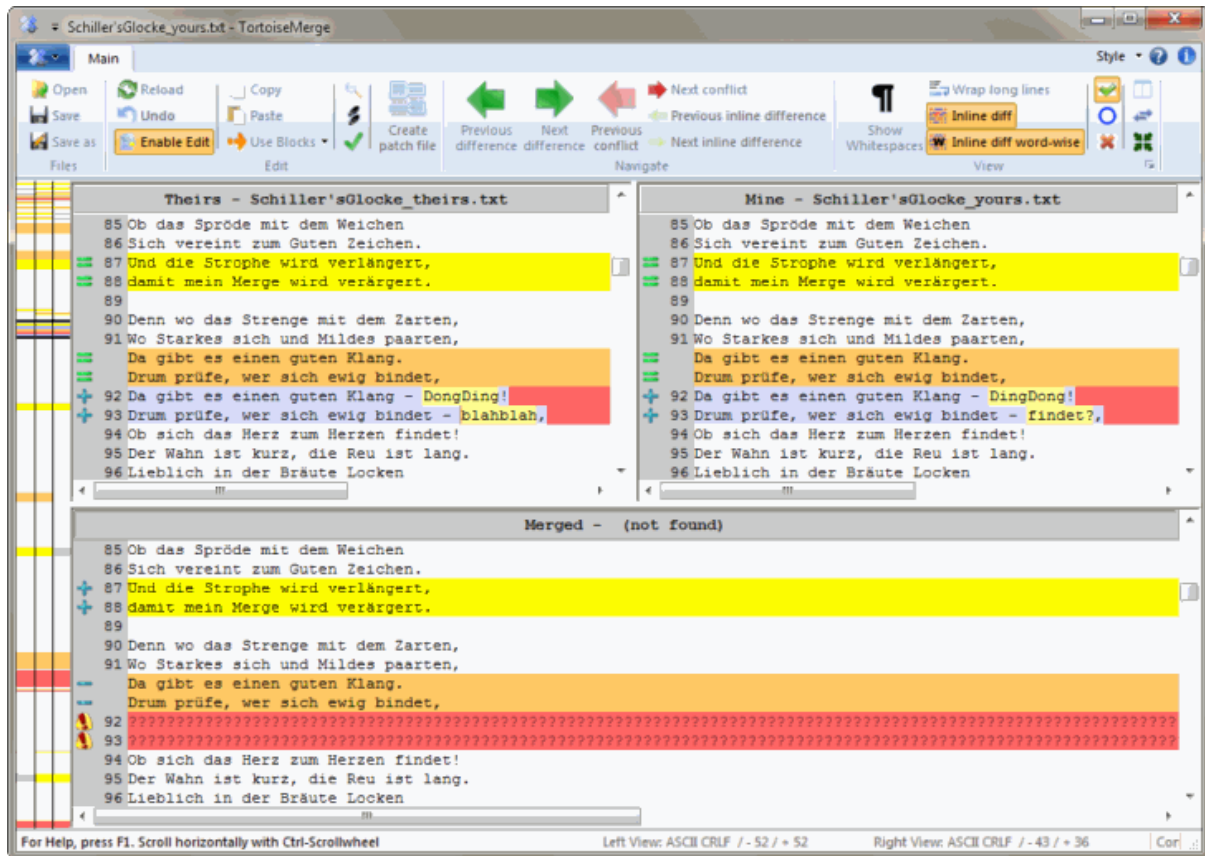 Schiller'sGlocke_yours.txt - TortoiseMerge
Main
Style
Open
Save
Save as
Files
Reload
Undo
Enable Edit
Copy
Paste
Use Blocks
Edit
Create patch file
Previous difference
Next difference
Previous conflict
Next conflict
Previous inline difference
Next inline difference
Navigate
Show Whitespaces
Wrap long lines
Inline diff
Inline diff word-wise
View
Theirs - Schiller'sGlocke_theirs.txt
85 Ob das Spröde mit dem Weichen
86 Sich vereint zum Guten Zeichen.
87 Und die Strophe wird verlängert,
88 damit mein Merge wird verärgert.
89
90 Denn wo das Strenge mit dem Zarten,
91 Wo Starkes sich und Mildes paarten,
Da gibt es einen guten Klang.
Drum prüfe, wer sich ewig bindet,
92 Da gibt es einen guten Klang - DongDing!
93 Drum prüfe, wer sich ewig bindet - blahblah,
94 Ob sich das Herz zum Herzen findet!
95 Der Wahn ist kurz, die Reu ist lang.
96 Lieblich in der Bräute Locken
Mine - Schiller'sGlocke_yours.txt
85 Ob das Spröde mit dem Weichen
86 Sich vereint zum Guten Zeichen.
87 Und die Strophe wird verlängert,
88 damit mein Merge wird verärgert.
89
90 Denn wo das Strenge mit dem Zarten,
91 Wo Starkes sich und Mildes paarten,
Da gibt es einen guten Klang.
Drum prüfe, wer sich ewig bindet,
92 Da gibt es einen guten Klang - DingDong!
93 Drum prüfe, wer sich ewig bindet - findet?,
94 Ob sich das Herz zum Herzen findet!
95 Der Wahn ist kurz, die Reu ist lang.
96 Lieblich in der Bräute Locken
Merged - (not found)
85 Ob das Spröde mit dem Weichen
86 Sich vereint zum Guten Zeichen.
87 Und die Strophe wird verlängert,
88 damit mein Merge wird verärgert.
89
90 Denn wo das Strenge mit dem Zarten,
91 Wo Starkes sich und Mildes paarten,
Da gibt es einen guten Klang.
Drum prüfe, wer sich ewig bindet,
92
93
94 Ob sich das Herz zum Herzen findet!
95 Der Wahn ist kurz, die Reu ist lang.
96 Lieblich in der Bräute Locken
For Help, press F1. Scroll horizontally with Ctrl-Scrollwheel
Left View: ASCII CRLF / - 52 / + 52
Right View: ASCII CRLF / - 43 / + 36